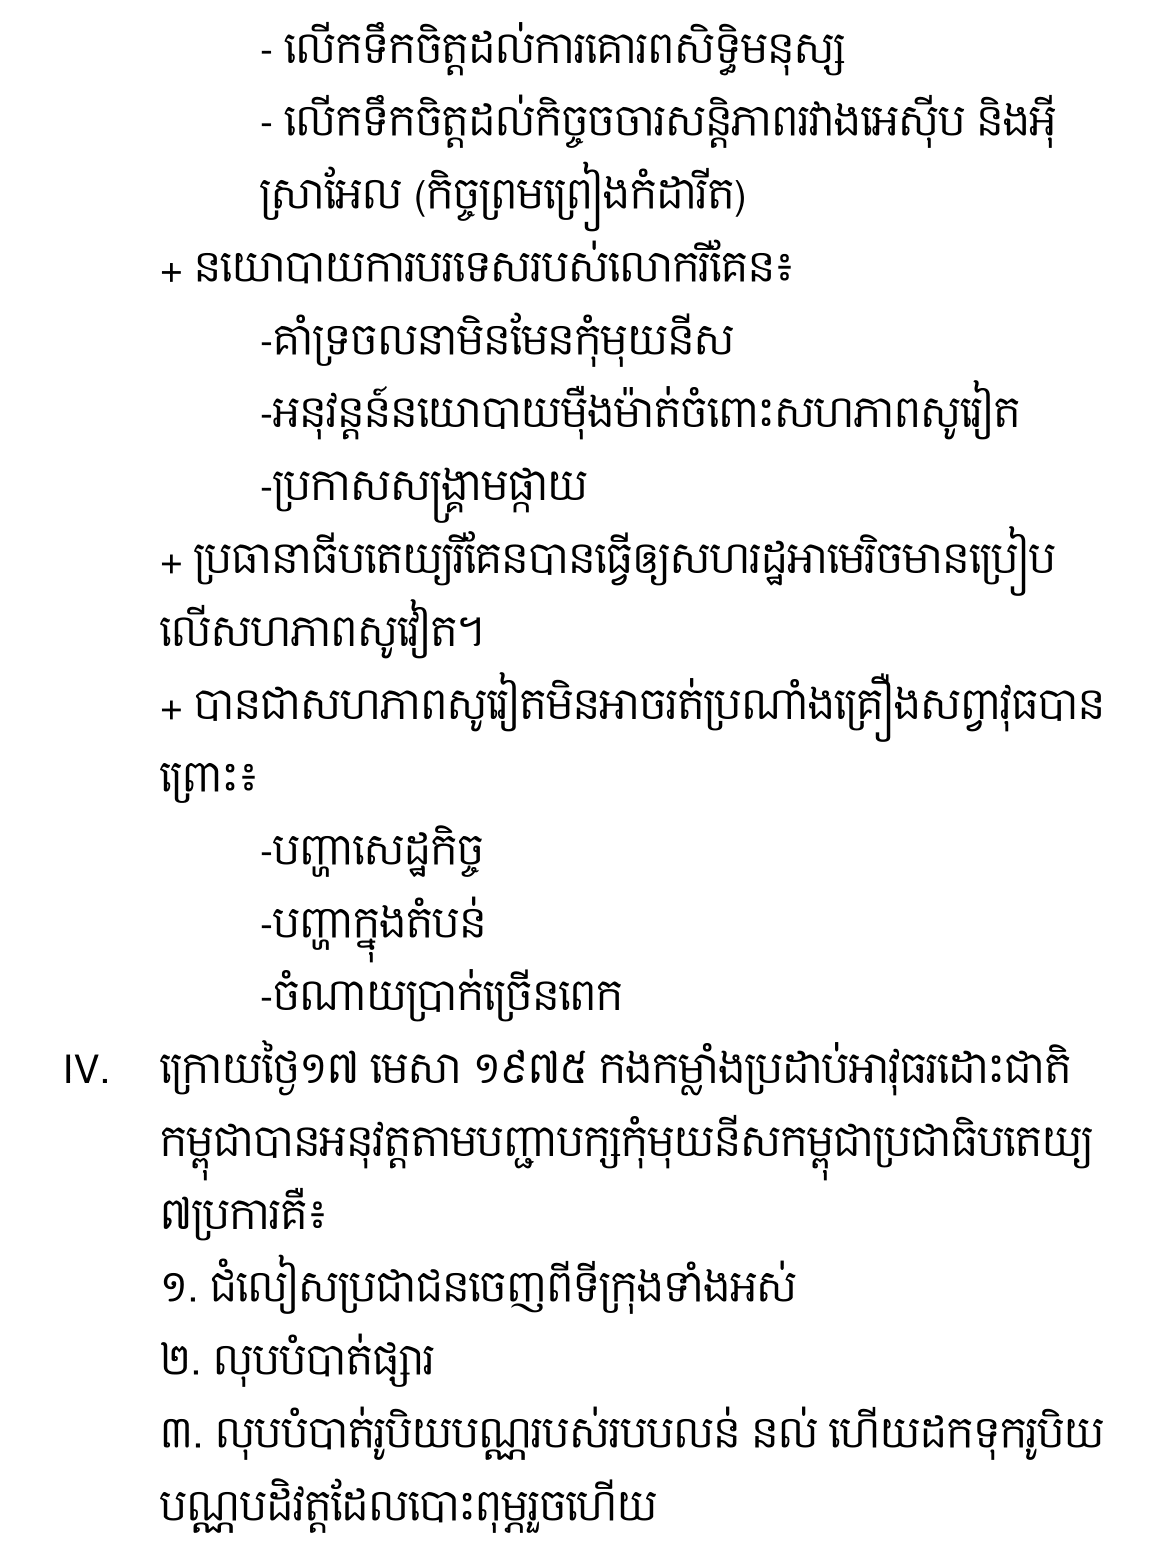 - លើកទឹកចិត្តដល់ការគោរពសិទ្ធិមនុស្ស
- លើកទឹកចិត្តដល់កិច្ចចចារសន្តិភាពរវាងអេស៊ីប និងអ៊ី
ស្រាអែល (កិច្ចព្រមព្រៀងកំដារីត)
+ នយោបាយការបរទេសរបស់លោករីគែន៖
-គាំទ្រចលនាមិនមែនកុំមុយនីស
-អនុវន្តន៍នយោបាយម៉ឺងម៉ាត់ចំពោះសហភាពសូរៀត
-ប្រកាសសង្គ្រាមផ្កាយ
+ ប្រធានាធីបតេយ្យរីគែនបានធ្វើឲ្យសហរដ្ឋអាមេរិចមានប្រៀប
លើសហភាពសូវៀត។
+ បានជាសហភាពសូរៀតមិនអាចរត់ប្រណាំងគ្រឿងសព្វាវុធបាន
ព្រោះ៖
-បញ្ហាសេដ្ឋកិច្ច
-បញ្ហាក្នុងតំបន់
-ចំណាយប្រាក់ច្រើនពេក
IV. ក្រោយថ្ងៃ១៧ មេសា ១៩៧៥ កងកម្លាំងប្រដាប់អាវុធរដោះជាតិ
កម្ពុជាបានអនុវត្តតាមបញ្ជាបក្សកុំមុយនីសកម្ពុជាប្រជាធិបតេយ្យ
៧ប្រការគឺ៖
១. ជំលៀសប្រជាជនចេញពីទីក្រុងទាំងអស់
២. លុបបំបាត់ផ្សារ
៣. លុបបំបាត់រូបិយបណ្ណរបស់របបលន់ នល់ ហើយដកទុករូបិយ
បណ្ណបដិវត្តដែលបោះពុម្ភរួចហើយ